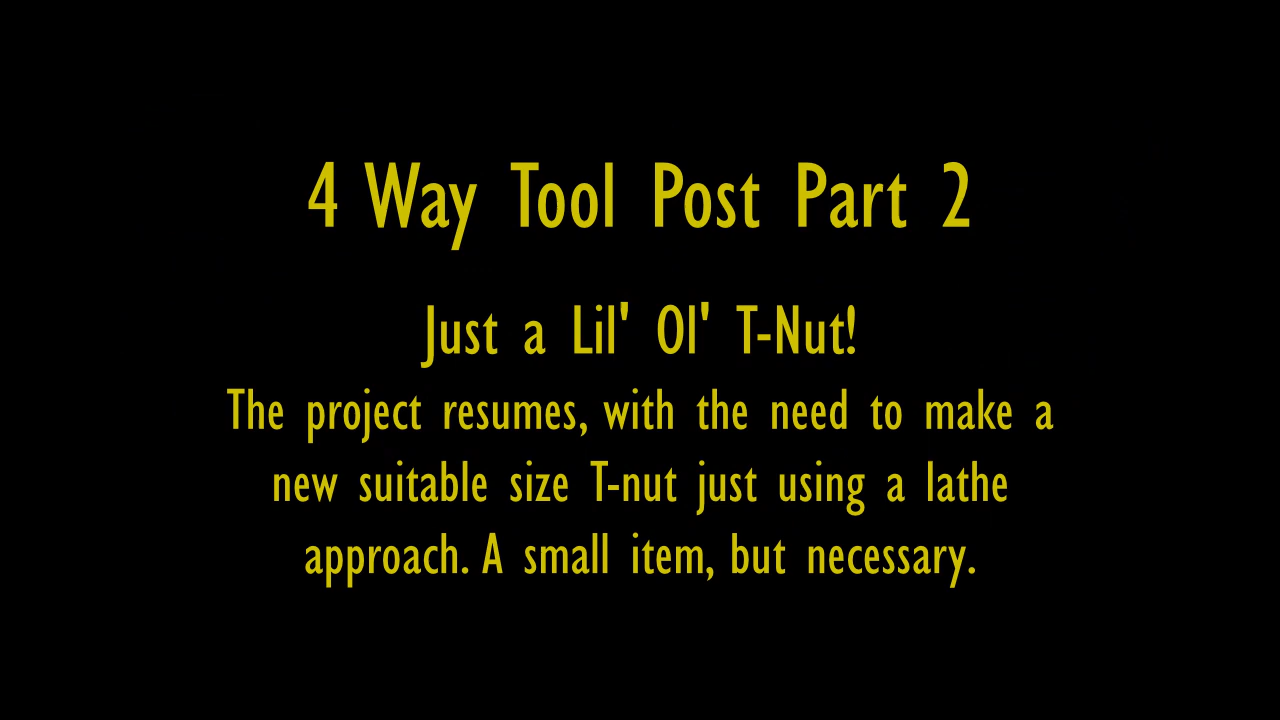 4 Way Tool Post Part 2
Just a Lil' Ol' T-Nut!
The project resumes, with the need to make a
new suitable size T-nut just using a lathe
approach. A small item, but necessary.